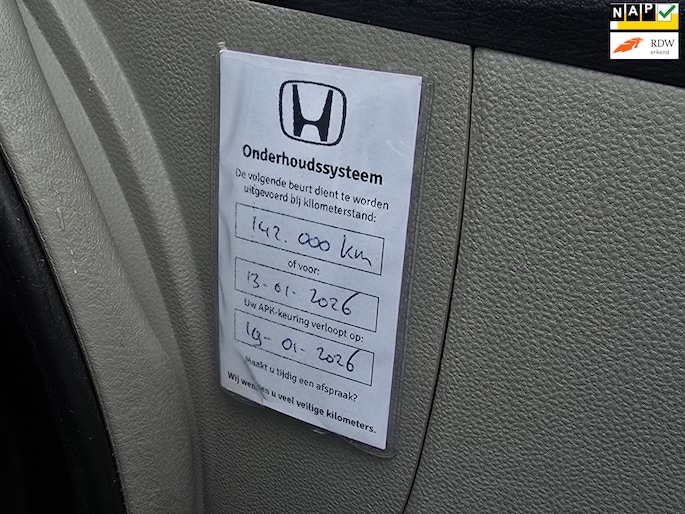 NAP
RDW
erkend
Onderhoudssysteem
De volgende beurt dient te worden
uitgevoerd bij kilometerstand:
142.000 km
of voor:
13-01-2026
Uw APK-keuring verloopt op:
19-01-2026
Maakt u tijdig een afspraak?
Wij wensen u veel veilige kilometers.